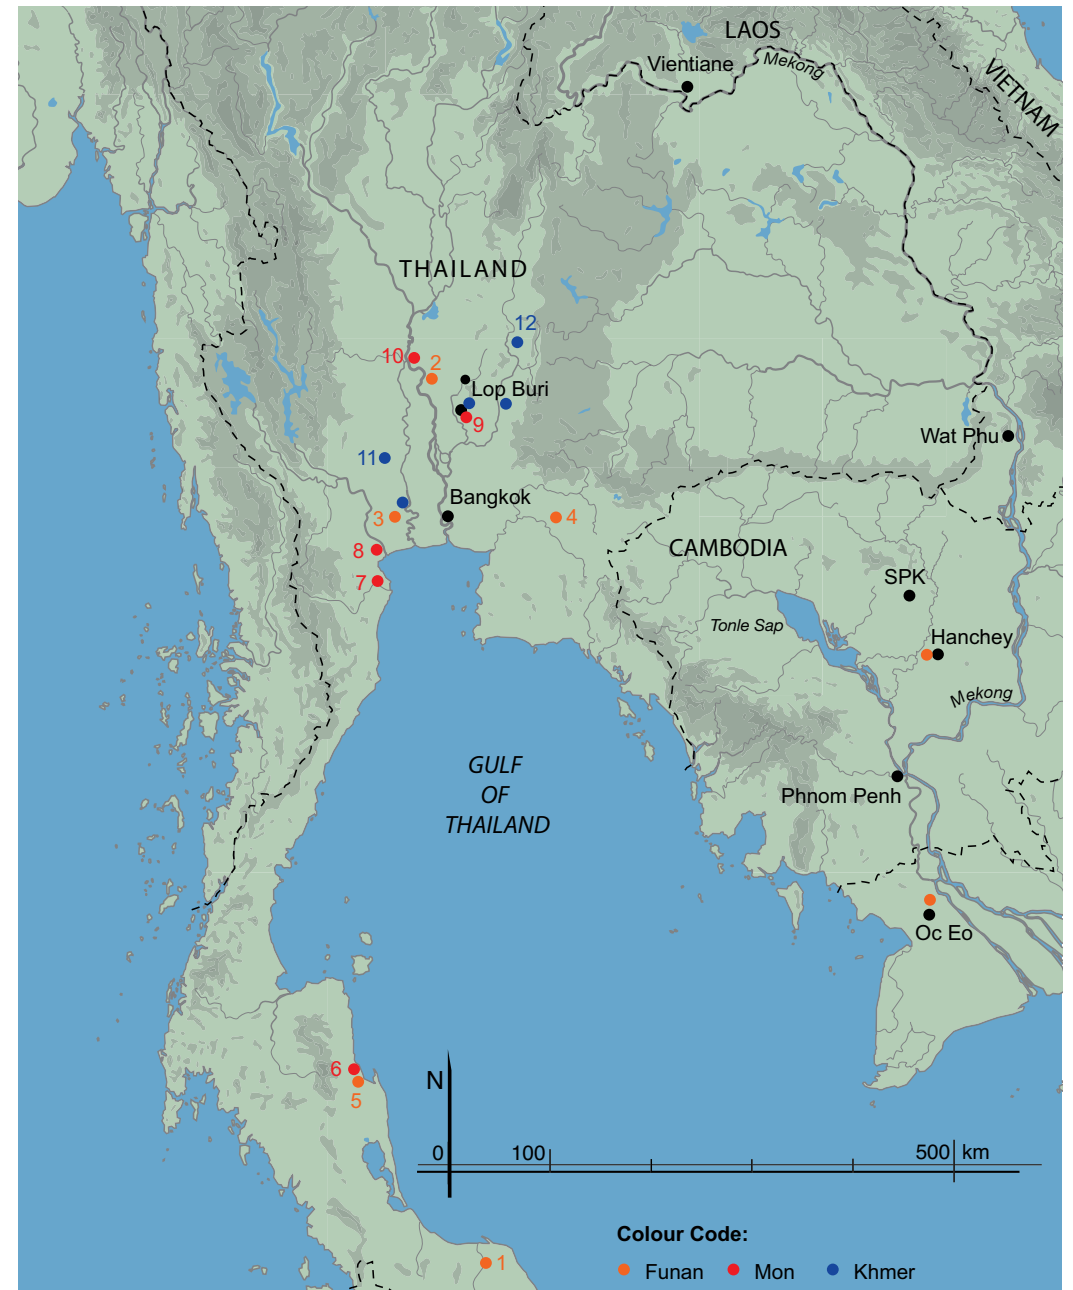 LAOS
Vientiane
Mekong
VIETNAM
THAILAND
12
10
2
Lop Buri
9
Wat Phu
11
Bangkok
3
4
8
CAMBODIA
7
SPK
Tonle Sap
Hanchey
Mekong
GULF
OF
THAILAND
Phnom Penh
Oc Eo
6
N
5
0 100 500 km
Colour Code:
1
Funan Mon Khmer